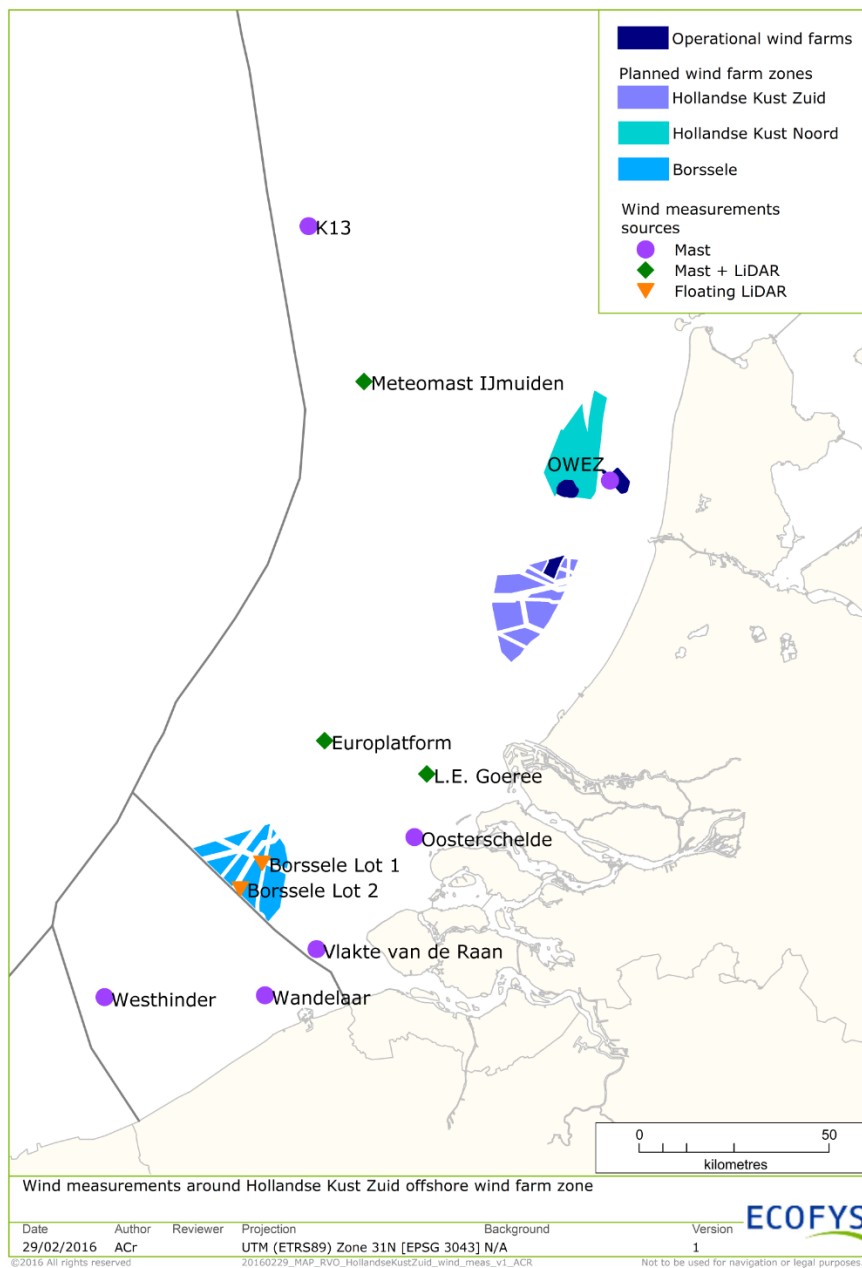 Operational wind farms
Planned wind farm zones
Hollandse Kust Zuid
Hollandse Kust Noord
Borssele
Wind measurements
sources
Mast
Mast + LiDAR
Floating LiDAR
K13
Meteomast IJmuiden
OWEZ
Europlatform
L.E. Goeree
Oosterschelde
Borssele Lot 1
Borssele Lot 2
Vlakte van de Raan
Westhinder
Wandelaar
0 50
kilometres
Wind measurements around Hollandse Kust Zuid offshore wind farm zone
Date Author Reviewer Projection Background Version
29/02/2016 ACr UTM (ETRS89) Zone 31N [EPSG 3043] N/A 1
ECOFYS
©2016 All rights reserved 20160229_MAP_RVO_HollandseKustZuid_wind_meas_v1_ACR Not to be used for navigation or legal purposes